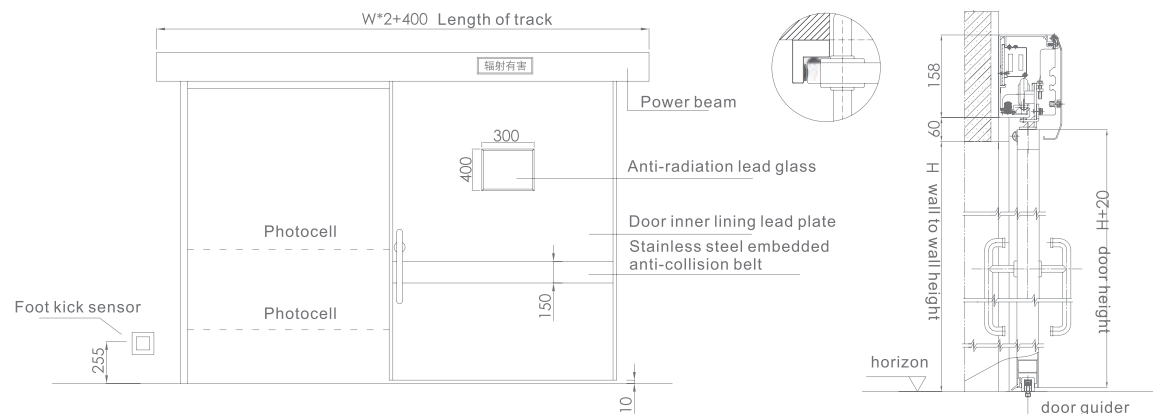 W*2+400 Length of track
辐射有害
Power beam
300
400
Anti-radiation lead glass
Door inner lining lead plate
Stainless steel embedded
anti-collision belt
Photocell
Photocell
150
Foot kick sensor
255
10
158
60
H wall to wall height
20+H door height
horizon
door guider